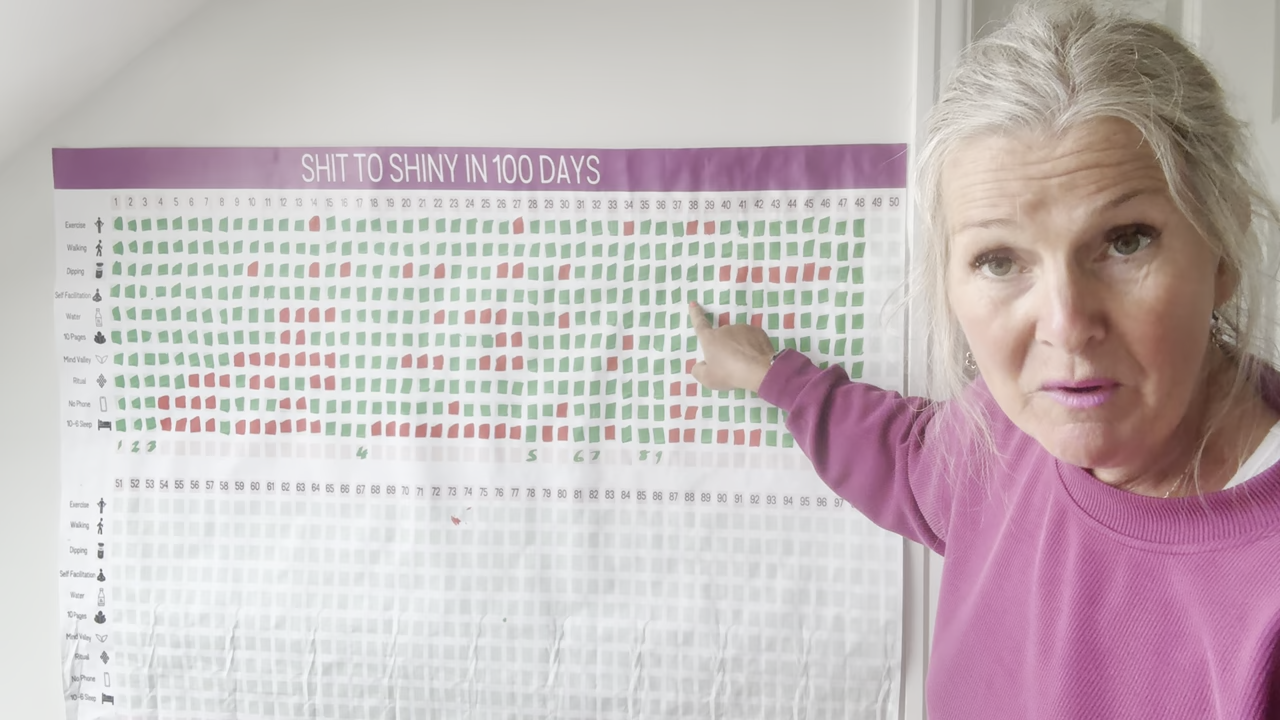 SHIT TO SHINY IN 100 DAYS
1 2 3 4 5 6 7 8 9 10 11 12 13 14 15 16 17 18 19 20 21 22 23 24 25 26 27 28 29 30 31 32 33 34 35 36 37 38 39 40 41 42 43 44 45 46 47 48 49 50
Exercise
Walking
Dipping
Self Facilitation
Water
10 Pages
Mind Valley
Ritual
No Phone
10-6 Sleep
1 2 3 4 5 6 7 8 9
51 52 53 54 55 56 57 58 59 60 61 62 63 64 65 66 67 68 69 70 71 72 73 74 75 76 77 78 79 80 81 82 83 84 85 86 87 88 89 90 91 92 93 94 95 96 97
Exercise
Walking
Dipping
Self Facilitation
Water
10 Pages
Mind Valley
Ritual
No Phone
10-6 Sleep